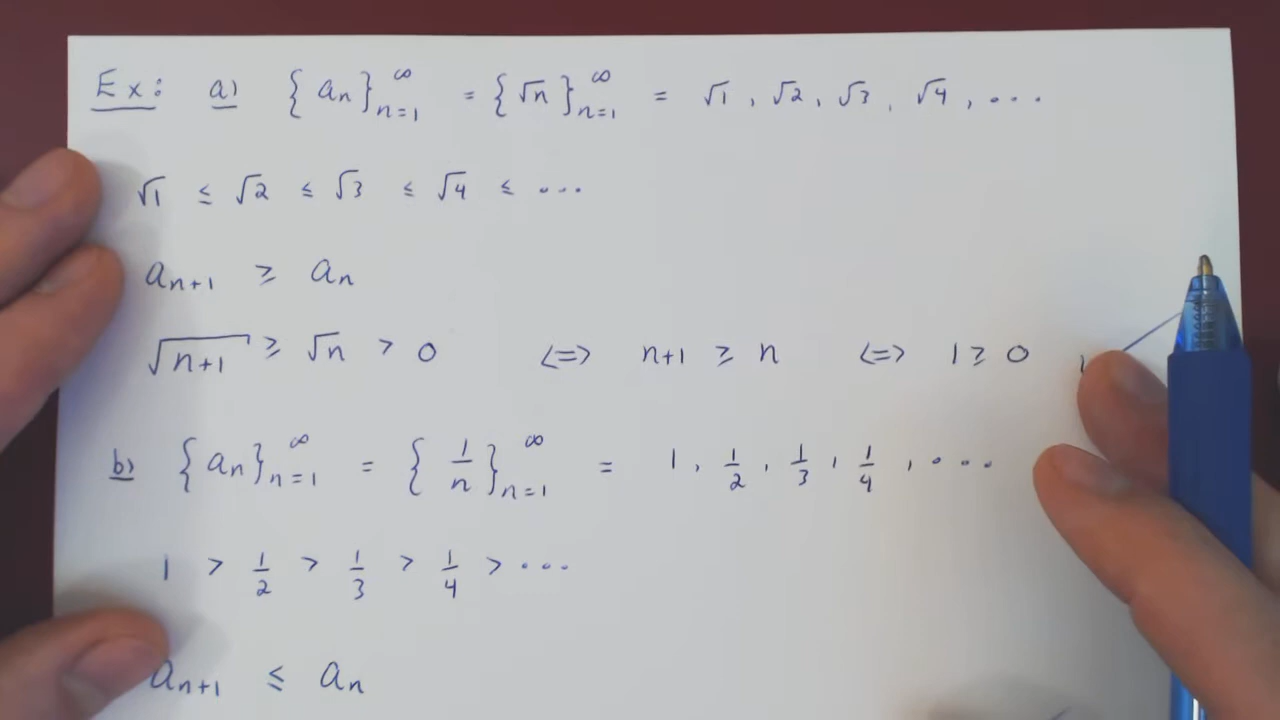 Ex: a) {aₙ}ₙ₌₁^∞ = {√n}ₙ₌₁^∞ = √1, √2, √3, √4, ...
√1 ≤ √2 ≤ √3 ≤ √4 ≤ ...
aₙ₊₁ ≥ aₙ
√(n+1) ≥ √n > 0 <=> n+1 ≥ n <=> 1 ≥ 0
b) {aₙ}ₙ₌₁^∞ = {1/n}ₙ₌₁^∞ = 1, 1/2, 1/3, 1/4, ...
1 > 1/2 > 1/3 > 1/4 > ...
aₙ₊₁ ≤ aₙ